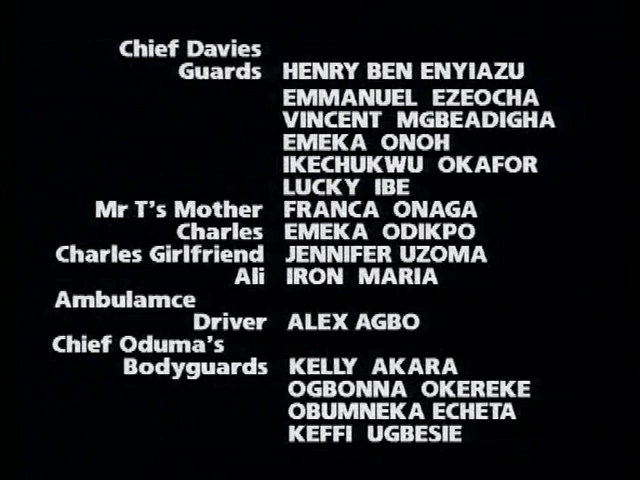 Chief Davies
Guards HENRY BEN ENYIAZU
EMMANUEL EZEOCHA
VINCENT MGBEADIGHA
EMEKA ONOH
IKECHUKWU OKAFOR
LUCKY IBE
Mr T's Mother FRANCA ONAGA
Charles EMEKA ODIKPO
Charles Girlfriend JENNIFER UZOMA
Ali IRON MARIA
Ambulamce
Driver ALEX AGBO
Chief Oduma's
Bodyguards KELLY AKARA
OGBONNA OKEREKE
OBUMNEKA ECHETA
KEFFI UGBESIE